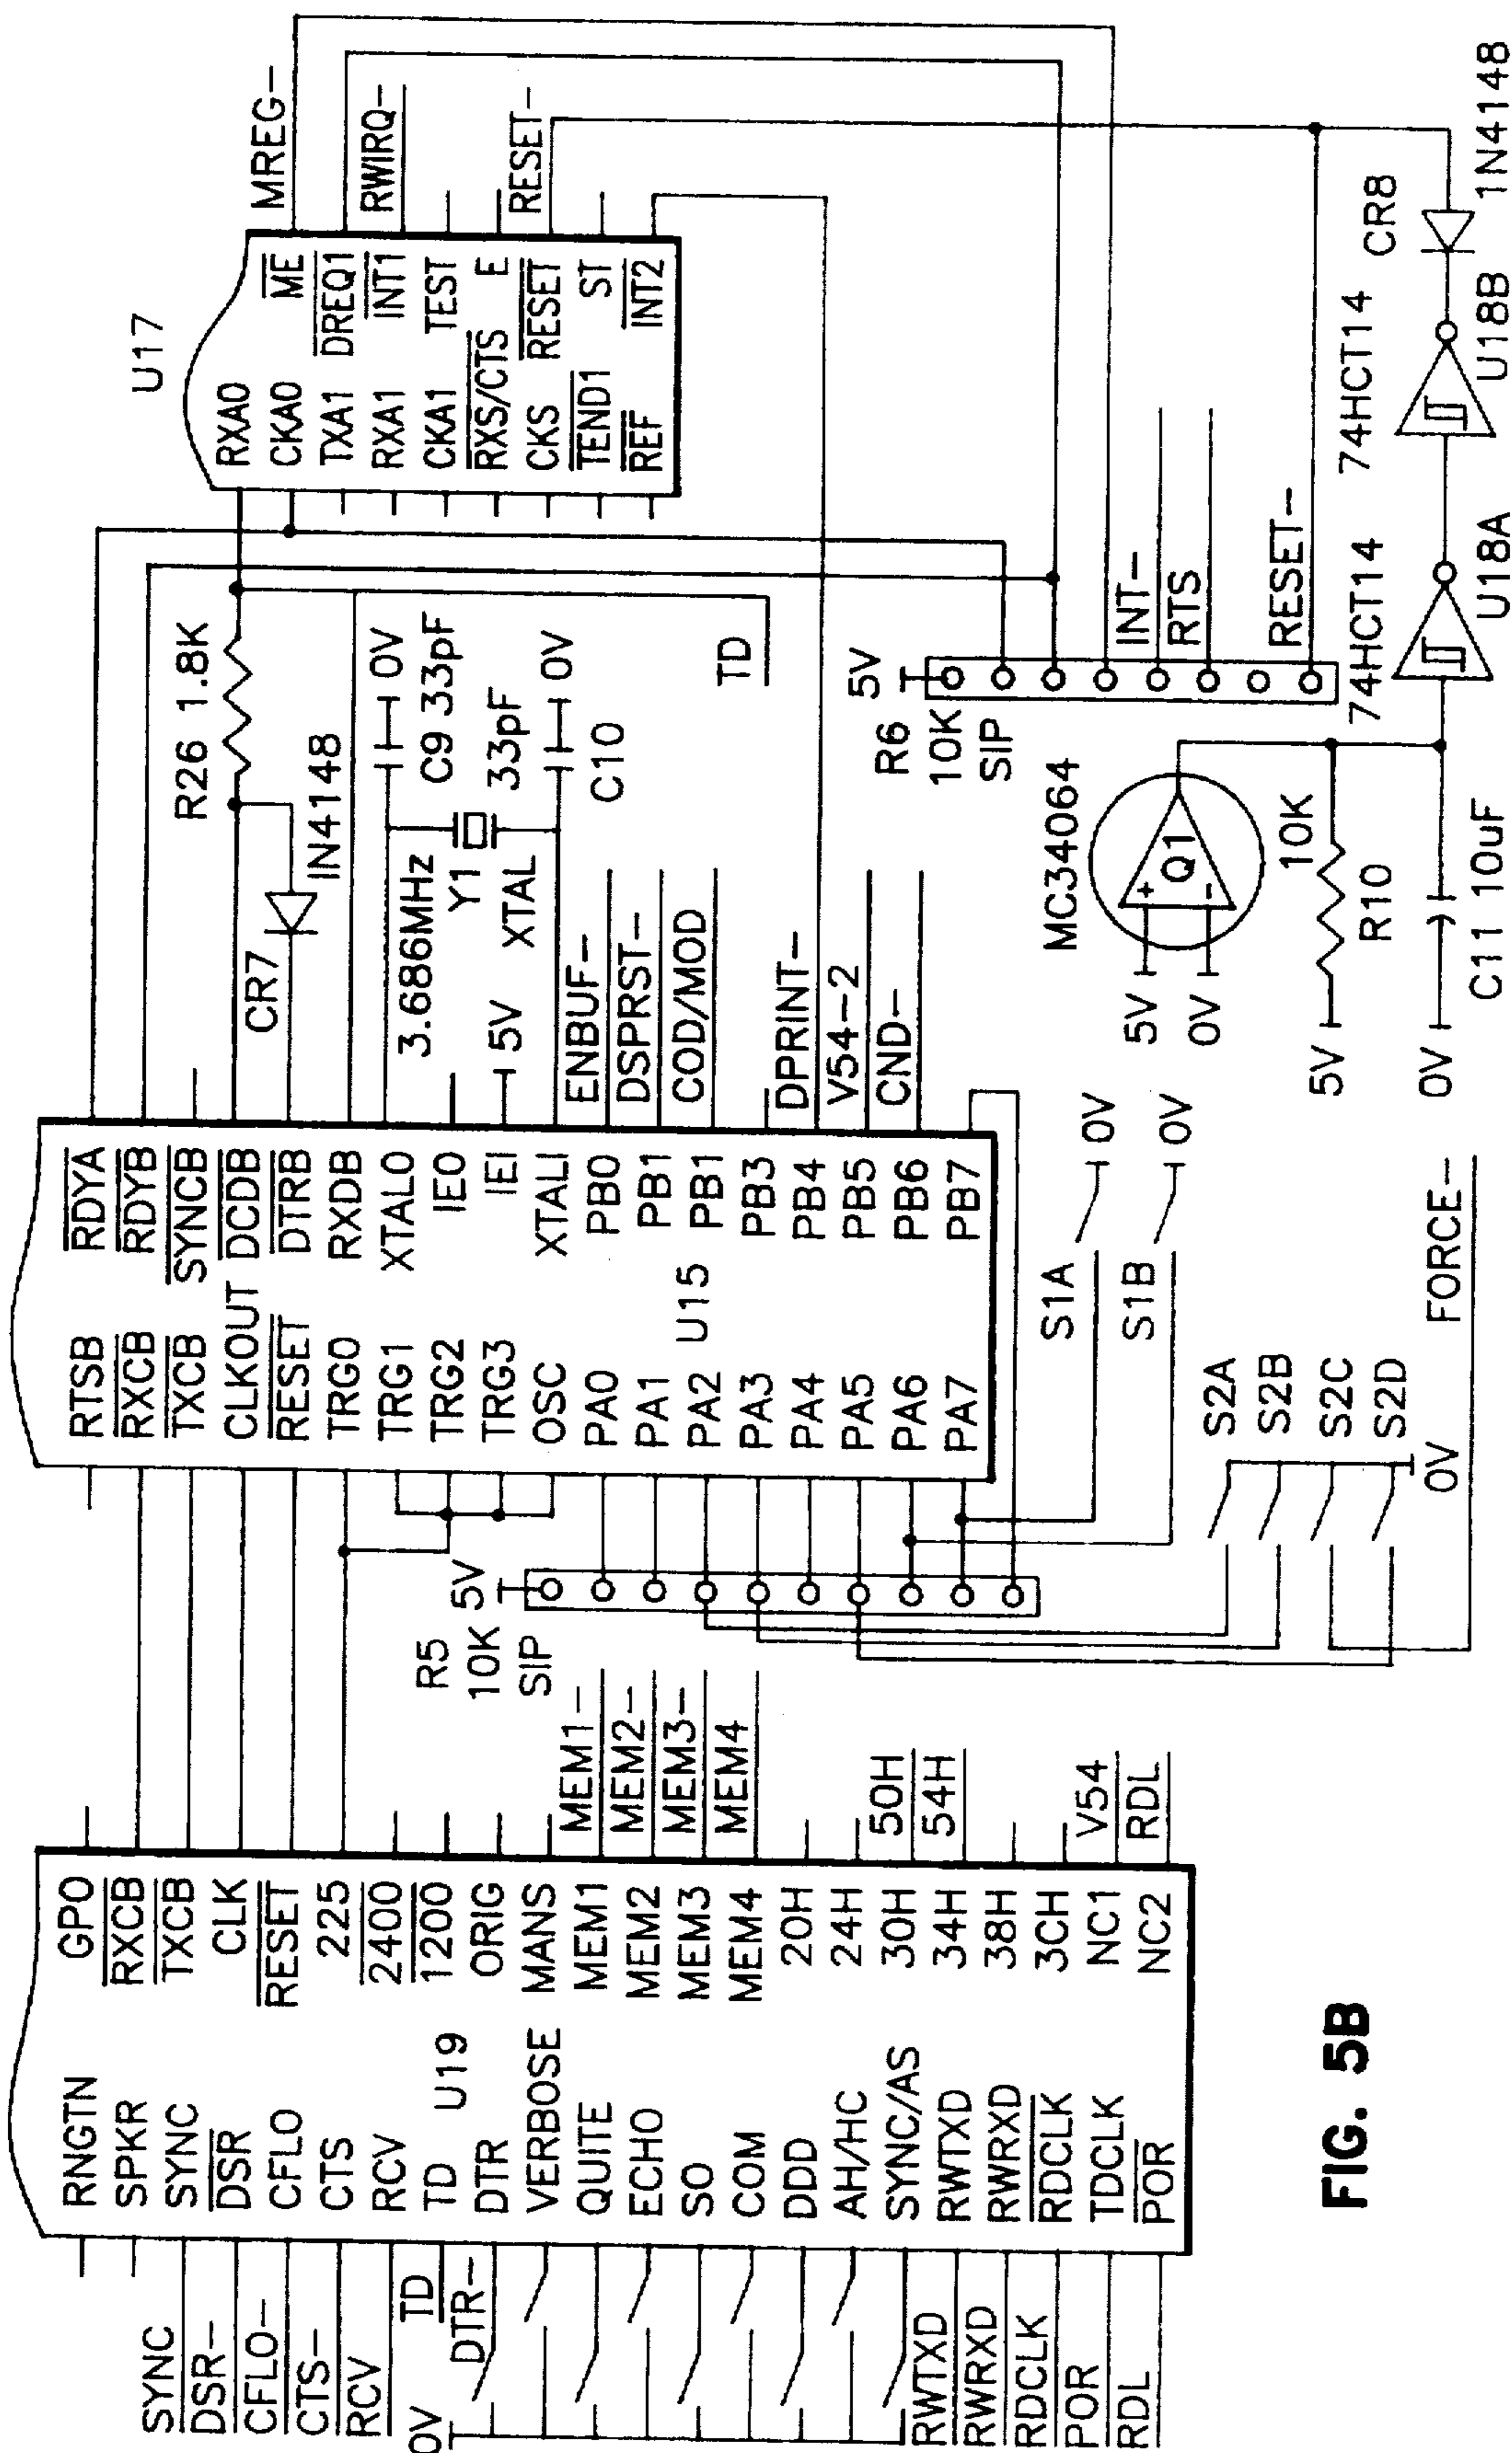 U19
RNGTN
SPKR
SYNC
DSR
CFLO
CTS
RCV
TD
DTR
VERBOSE
QUITE
ECHO
SO
COM
DDD
AH/HC
SYNC/AS
RWTXD
RWRXD
RDCLK
TDCLK
POR
GPO
RXCB
TXCB
CLK
RESET
225
2400
1200
ORIG
MANS
MEM1
MEM2
MEM3
MEM4
20H
24H
30H
34H
38H
3CH
NC1
NC2
SYNC
DSR-
CFLO-
CTS-
RCV
TD
DTR-
0V
RWTXD
RWRXD
RDCLK
POR
RDL
MEM1-
MEM2-
MEM3-
MEM4
50H
54H
V54
RDL
R5
10K
SIP
5V
U15
RTSB
RXCB
TXCB
CLKOUT
RESET
TRG0
TRG1
TRG2
TRG3
OSC
PA0
PA1
PA2
PA3
PA4
PA5
PA6
PA7
RDYA
RDYB
SYNCB
DCDB
DTRB
RXDB
XTALO
IEO
IEI
XTALI
PB0
PB1
PB1
PB3
PB4
PB5
PB6
PB7
S2A
S2B
S2C
S2D
0V
FORCE-
S1A
0V
S1B
0V
CR7
IN4148
R26 1.8K
3.686MHz
Y1
XTAL
5V
0V
C9 33pF
33pF
0V
C10
ENBUF-
DSPRST-
COD/MOD
DPRINT-
V54-2
CND-
TD
U17
RXA0
CKA0
TXA1
RXA1
CKA1
RXS/CTS
CKS
TEND1
REF
ME
DREQ1
INT1
TEST
E
RESET
ST
INT2
MREG-
RWIRQ-
RESET-
R6
10K
SIP
5V
INT-
RTS
RESET-
MC34064
Q1
+
-
5V
0V
10K
R10
5V
0V
C11 10uF
74HCT14
U18A
74HCT14
U18B
CR8
1N4148
FIG. 5B